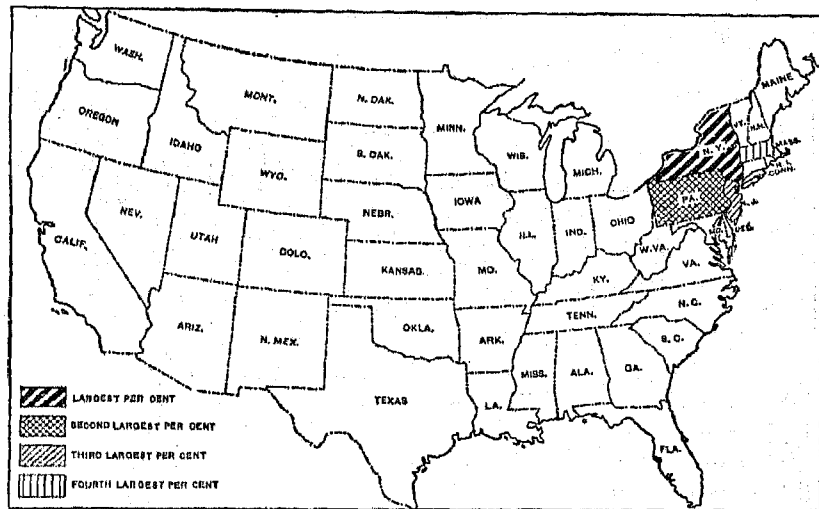 WASH.
MONT.
N. DAK.
MINN.
MAINE
OREGON
IDAHO
S. DAK.
WIS.
MICH.
VT.
N.H.
N. Y.
MASS.
R.I.
CONN.
WYO.
IOWA
PA.
N.J.
NEV.
NEBR.
UTAH
ILL.
IND.
OHIO
MD.
DEL.
CALIF.
COLO.
KANSAS.
MO.
W.VA.
VA.
KY.
ARIZ.
N. MEX.
OKLA.
ARK.
TENN.
N.C.
S. C.
TEXAS
MISS.
ALA.
GA.
LA.
FLA.
LARGEST PER CENT
SECOND LARGEST PER CENT
THIRD LARGEST PER CENT
FOURTH LARGEST PER CENT